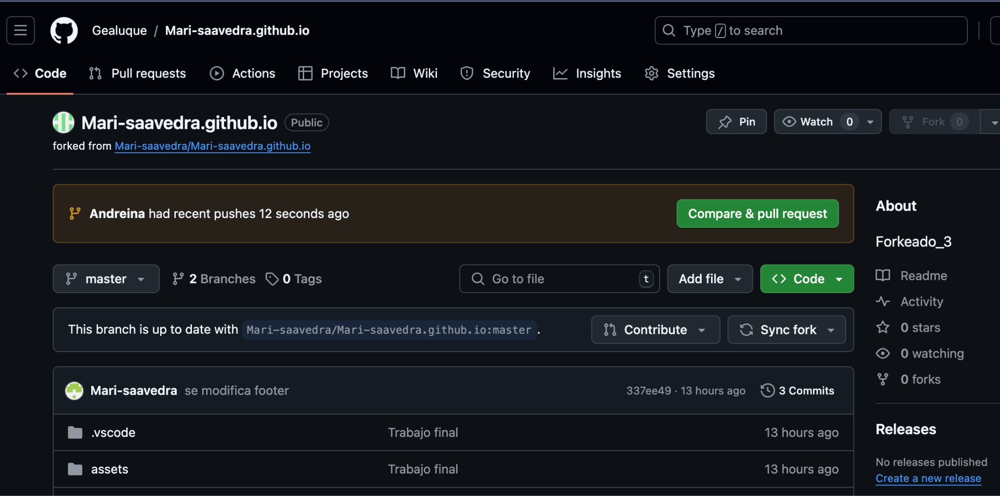 Gealuque / Mari-saavedra.github.io
Type / to search
Code Pull requests Actions Projects Wiki Security Insights Settings
Mari-saavedra.github.io Public
Pin Watch 0 Fork 0
forked from Mari-saavedra/Mari-saavedra.github.io
Andreina had recent pushes 12 seconds ago
Compare & pull request
About
Forkeado_3
master 2 Branches 0 Tags
Go to file t Add file Code
Readme
Activity
This branch is up to date with Mari-saavedra/Mari-saavedra.github.io:master .
Contribute Sync fork
0 stars
0 watching
0 forks
Mari-saavedra se modifica footer 337ee49 · 13 hours ago 3 Commits
.vscode Trabajo final 13 hours ago
assets Trabajo final 13 hours ago
Releases
No releases published
Create a new release